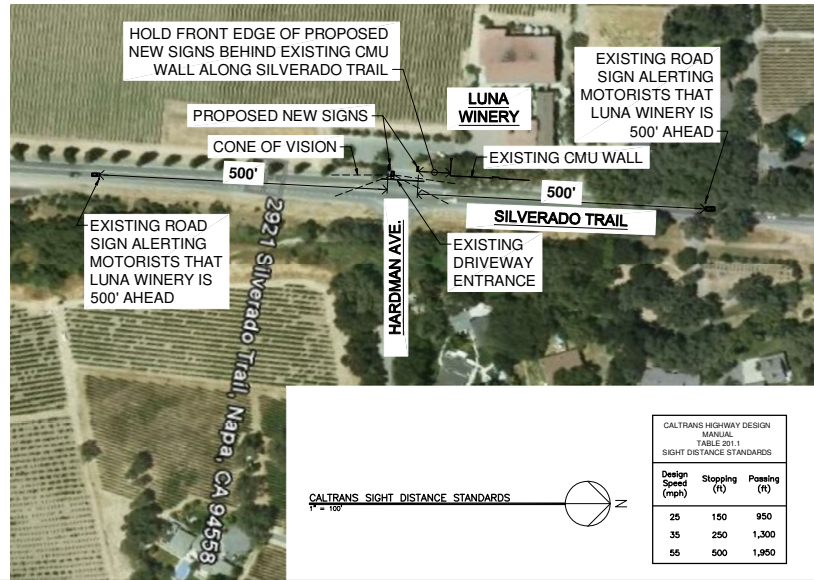 HOLD FRONT EDGE OF PROPOSED
NEW SIGNS BEHIND EXISTING CMU
WALL ALONG SILVERADO TRAIL
EXISTING ROAD
SIGN ALERTING
MOTORISTS THAT
LUNA WINERY IS
500' AHEAD
LUNA
WINERY
PROPOSED NEW SIGNS
CONE OF VISION
EXISTING CMU WALL
500'
500'
SILVERADO TRAIL
EXISTING ROAD
SIGN ALERTING
MOTORISTS THAT
LUNA WINERY IS
500' AHEAD
HARDMAN AVE.
EXISTING
DRIVEWAY
ENTRANCE
2921 Silverado Trail, Napa, CA 94558
CALTRANS SIGHT DISTANCE STANDARDS
1" = 100'
N
CALTRANS HIGHWAY DESIGN
MANUAL
TABLE 201.1
SIGHT DISTANCE STANDARDS
Design
Speed
(mph)
Stopping
(ft)
Passing
(ft)
25 150 950
35 250 1,300
55 500 1,950